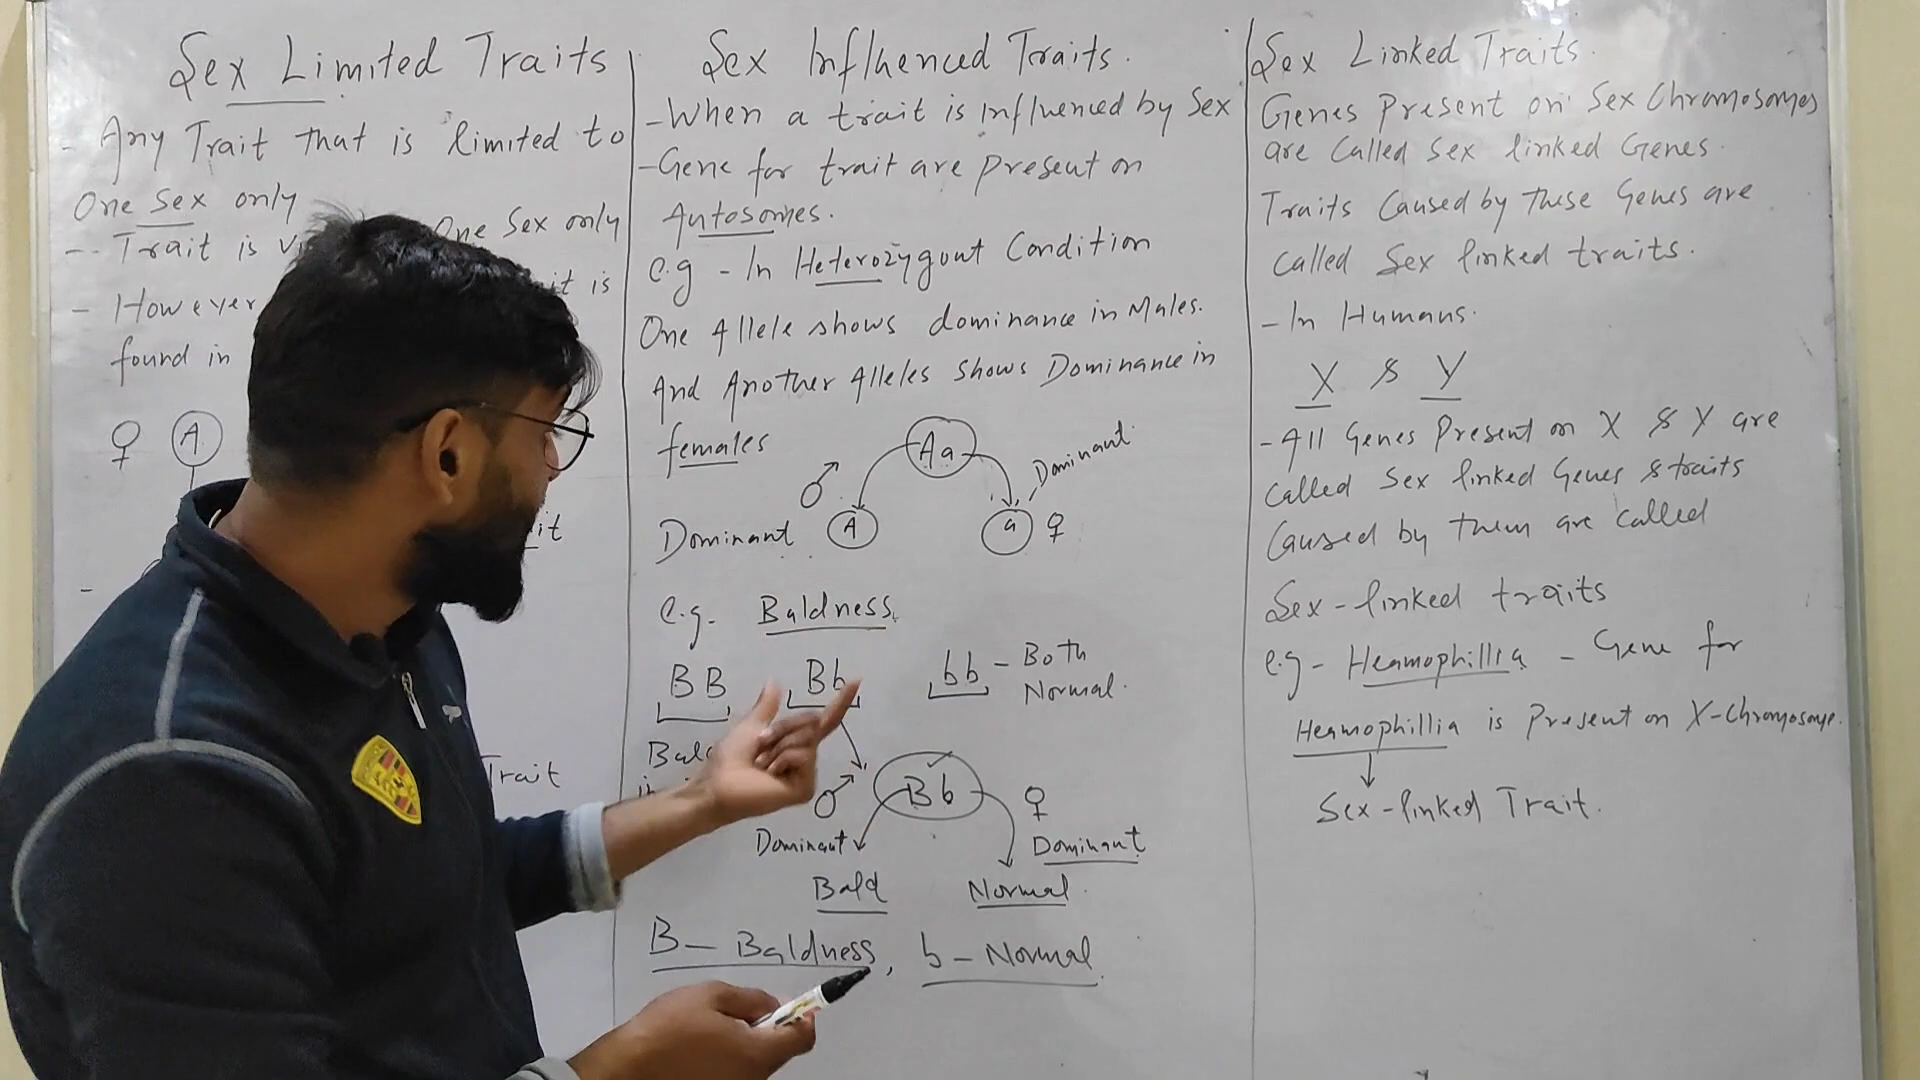 Sex Limited Traits
- Any Trait that is limited to
One Sex only
-- Trait is One Sex only
- However it is
found in
♀ A
it
-
Trait
Sex Influenced Traits.
- When a trait is influenced by Sex
- Gene for trait are present on
Autosomes.
e.g - In Heterozygout Condition
One Allele shows dominance in Males.
And Another Alleles shows Dominance in
females
Aa
♂ Dominant
Dominant A a ♀
e.g. Baldness
BB Bb bb - Both
Normal.
Bald
♂ Bb ♀
Dominant Dominant
Bald Normal.
B - Baldness, b - Normal.
Sex Linked Traits.
Genes Present on Sex Chromosomes
are Called Sex linked Genes.
Traits Caused by these Genes are
called Sex linked traits.
- In Humans.
X & Y
- All Genes Present on X & Y are
called Sex linked Genes & traits
Caused by them are called
Sex-linked traits
e.g - Heamophillia - Gene for
Heamophillia is Present on X-Chromosome.
Sex-linked Trait.